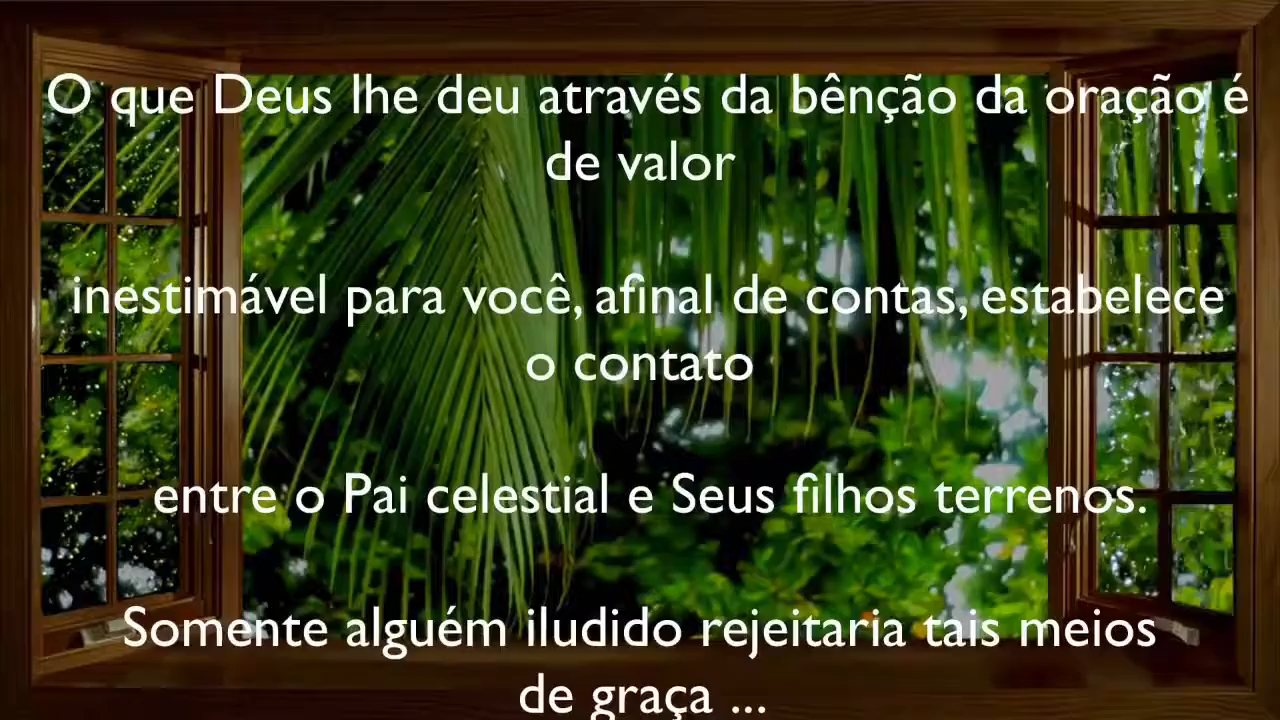 O que Deus lhe deu através da bênção da oração é
de valor
inestimável para você, afinal de contas, estabelece
o contato
entre o Pai celestial e Seus filhos terrenos.
Somente alguém iludido rejeitaria tais meios
de graça ...